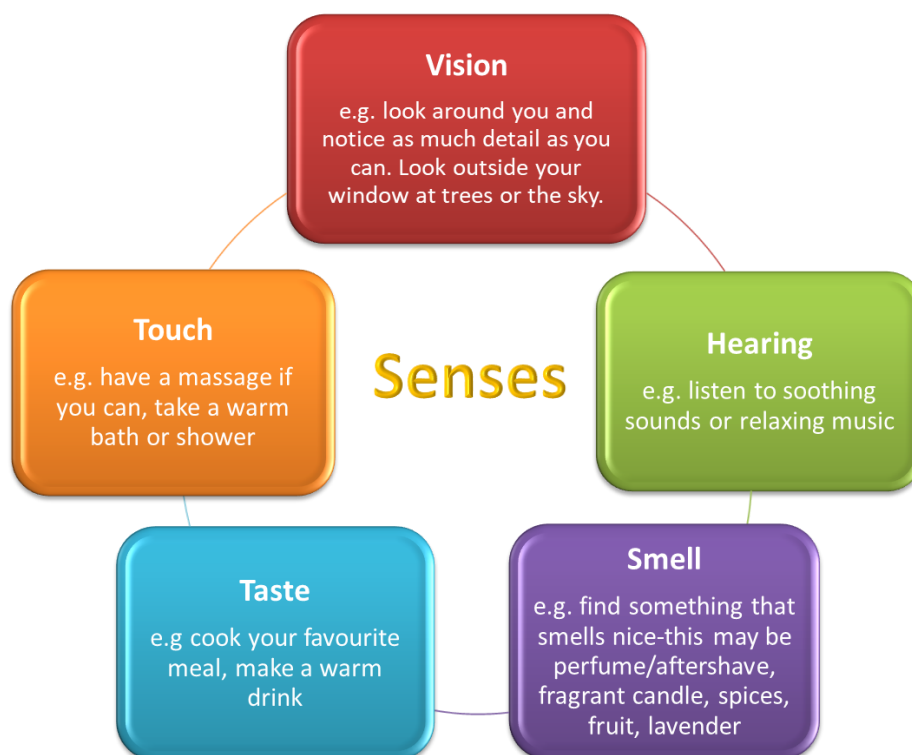 Vision
e.g. look around you and
notice as much detail as you
can. Look outside your
window at trees or the sky.
Touch
e.g. have a massage if
you can, take a warm
bath or shower
Senses
Hearing
e.g. listen to soothing
sounds or relaxing music
Taste
e.g cook your favourite
meal, make a warm
drink
Smell
e.g. find something that
smells nice-this may be
perfume/aftershave,
fragrant candle, spices,
fruit, lavender